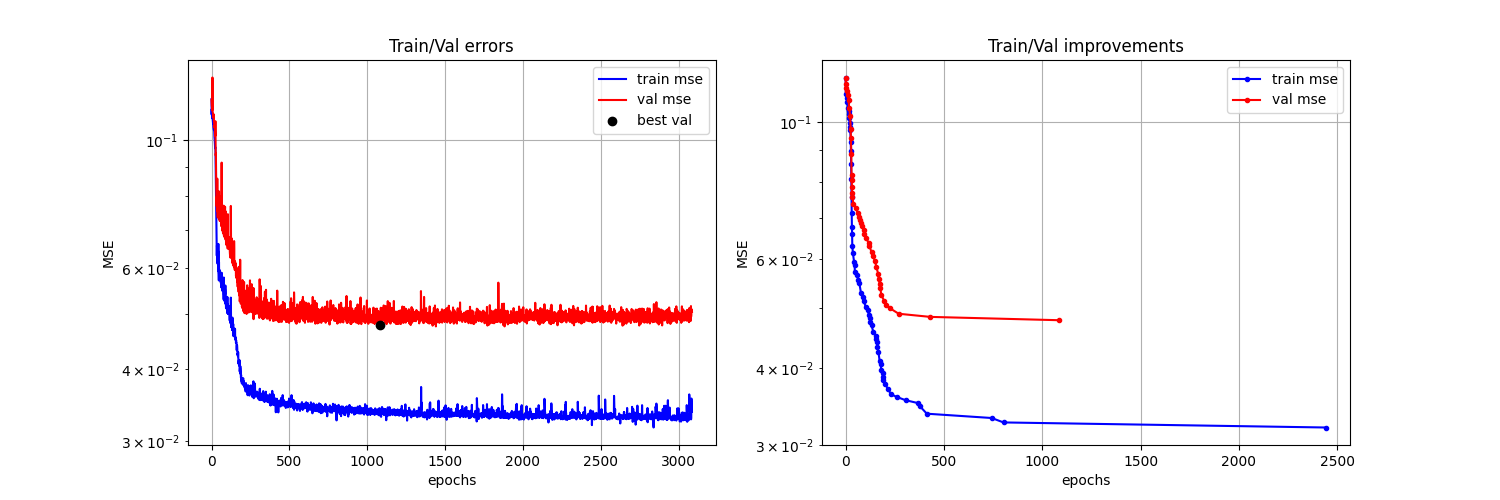 Train/Val errors
train mse
val mse
best val
10⁻¹
6 × 10⁻²
4 × 10⁻²
3 × 10⁻²
MSE
0 500 1000 1500 2000 2500 3000
epochs
Train/Val improvements
train mse
val mse
10⁻¹
6 × 10⁻²
4 × 10⁻²
3 × 10⁻²
MSE
0 500 1000 1500 2000 2500
epochs